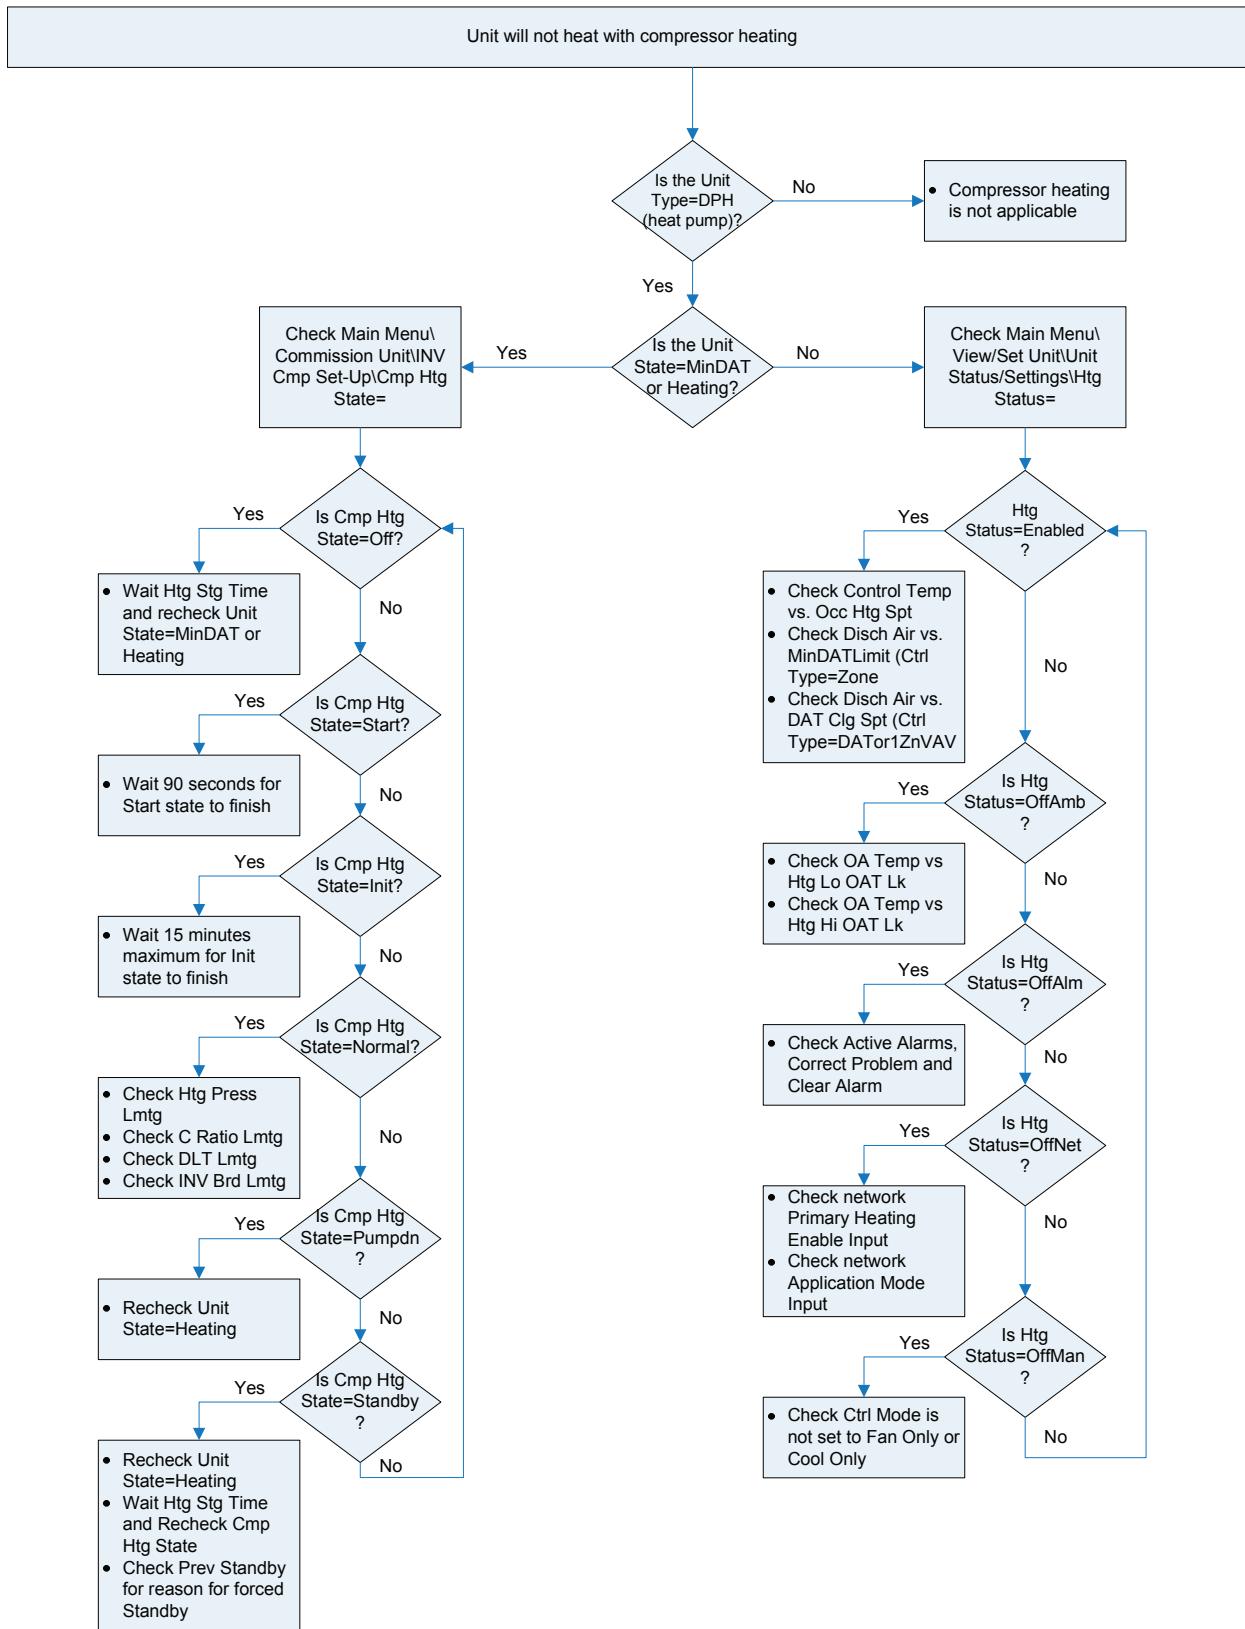 Unit will not heat with compressor heating
Is the Unit
Type=DPH
(heat pump)?
No
• Compressor heating
is not applicable
Yes
Check Main Menu\
Commission Unit\INV
Cmp Set-Up\Cmp Htg
State=
Yes
Is the Unit
State=MinDAT
or Heating?
No
Check Main Menu\
View/Set Unit\Unit
Status/Settings\Htg
Status=
Is Cmp Htg
State=Off?
Yes
• Wait Htg Stg Time
and recheck Unit
State=MinDAT or
Heating
No
Is Cmp Htg
State=Start?
Yes
• Wait 90 seconds for
Start state to finish
No
Is Cmp Htg
State=Init?
Yes
• Wait 15 minutes
maximum for Init
state to finish
No
Is Cmp Htg
State=Normal?
Yes
• Check Htg Press
Lmtg
• Check C Ratio Lmtg
• Check DLT Lmtg
• Check INV Brd Lmtg
No
Is Cmp Htg
State=Pumpdn
?
Yes
• Recheck Unit
State=Heating
No
Is Cmp Htg
State=Standby
?
Yes
• Recheck Unit
State=Heating
• Wait Htg Stg Time
and Recheck Cmp
Htg State
• Check Prev Standby
for reason for forced
Standby
No
Htg
Status=Enabled
?
Yes
• Check Control Temp
vs. Occ Htg Spt
• Check Disch Air vs.
MinDATLimit (Ctrl
Type=Zone
• Check Disch Air vs.
DAT Clg Spt (Ctrl
Type=DATor1ZnVAV
No
Is Htg
Status=OffAmb
?
Yes
• Check OA Temp vs
Htg Lo OAT Lk
• Check OA Temp vs
Htg Hi OAT Lk
No
Is Htg
Status=OffAlm
?
Yes
• Check Active Alarms,
Correct Problem and
Clear Alarm
No
Is Htg
Status=OffNet
?
Yes
• Check network
Primary Heating
Enable Input
• Check network
Application Mode
Input
No
Is Htg
Status=OffMan
?
Yes
• Check Ctrl Mode is
not set to Fan Only or
Cool Only
No